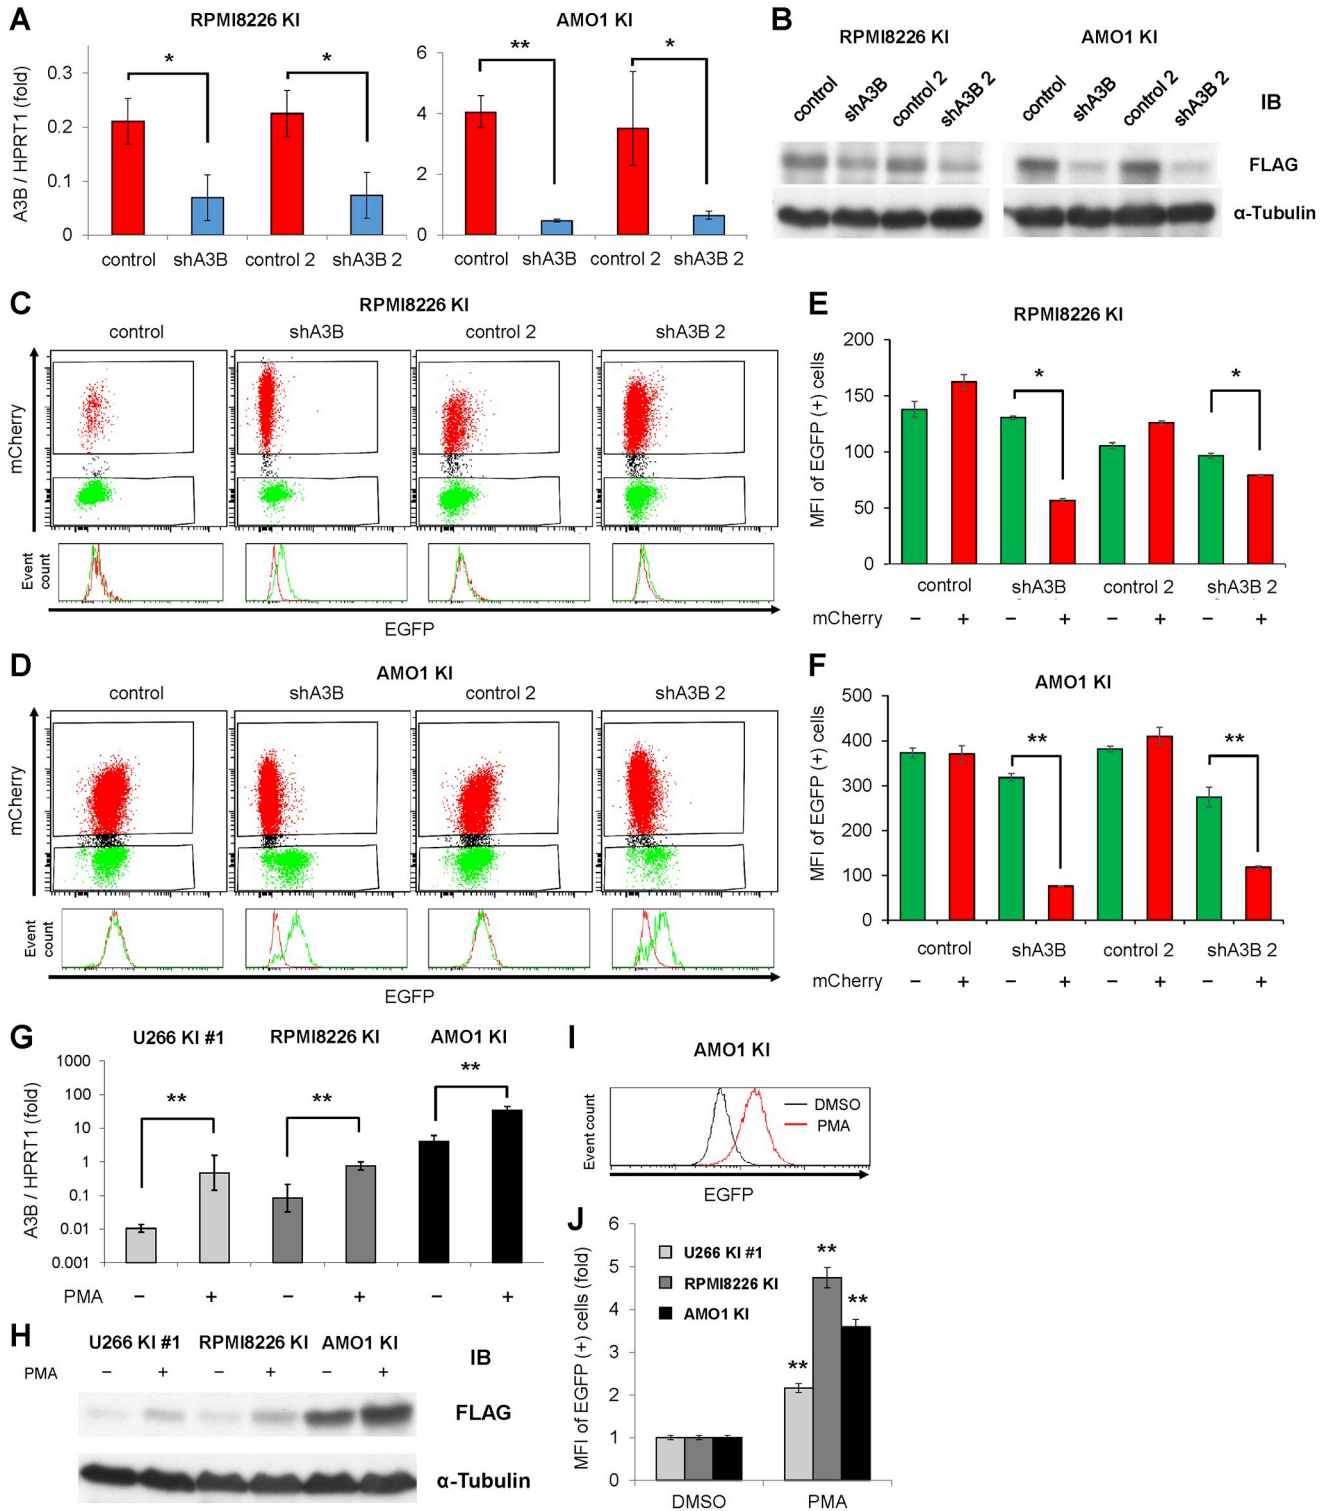 A
RPMI8226 KI
AMO1 KI
A3B / HPRT1 (fold)
0.3
0.2
0.1
0
* *
control shA3B control 2 shA3B 2
6
4
2
0
** *
control shA3B control 2 shA3B 2
B
RPMI8226 KI AMO1 KI
control shA3B control 2 shA3B 2 control shA3B control 2 shA3B 2
IB
FLAG
α-Tubulin
C
RPMI8226 KI
control shA3B control 2 shA3B 2
mCherry
Event count
EGFP
D
AMO1 KI
control shA3B control 2 shA3B 2
mCherry
Event count
EGFP
E
RPMI8226 KI
MFI of EGFP (+) cells
200
150
100
50
0
* *
control shA3B control 2 shA3B 2
mCherry − + − + − + − +
F
AMO1 KI
MFI of EGFP (+) cells
500
400
300
200
100
0
** **
control shA3B control 2 shA3B 2
mCherry − + − + − + − +
G
U266 KI #1 RPMI8226 KI AMO1 KI
A3B / HPRT1 (fold)
1000
100
10
1
0.1
0.01
0.001
** ** **
PMA − + − + − +
H
U266 KI #1 RPMI8226 KI AMO1 KI
PMA − + − + − +
IB
FLAG
α-Tubulin
I
AMO1 KI
Event count
DMSO
PMA
EGFP
J
MFI of EGFP (+) cells (fold)
6
5
4
3
2
1
0
U266 KI #1
RPMI8226 KI
AMO1 KI
** ** **
DMSO PMA